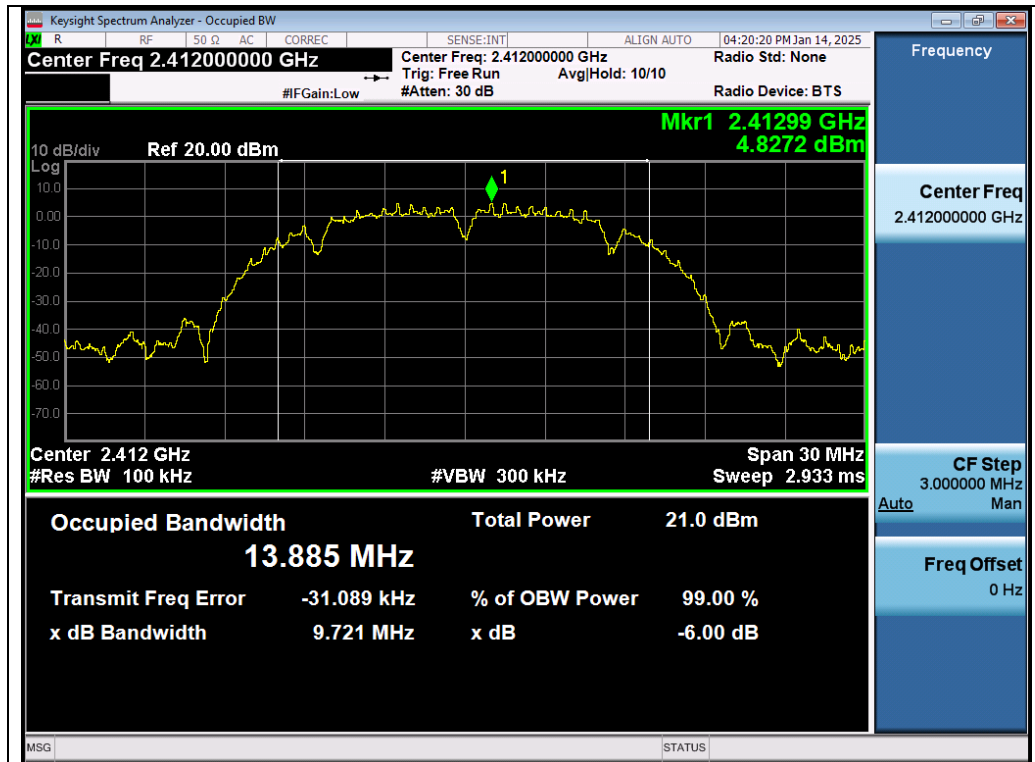 Keysight Spectrum Analyzer - Occupied BW
LXI R RF 50 Ω AC CORREC SENSE:INT ALIGN AUTO 04:20:20 PM Jan 14, 2025
Center Freq 2.412000000 GHz
Center Freq: 2.412000000 GHz Radio Std: None
Trig: Free Run Avg|Hold: 10/10
#IFGain:Low #Atten: 30 dB Radio Device: BTS
Mkr1 2.41299 GHz
4.8272 dBm
10 dB/div Ref 20.00 dBm
Log
10.0
0.00
-10.0
-20.0
-30.0
-40.0
-50.0
-60.0
-70.0
1
Center 2.412 GHz Span 30 MHz
#Res BW 100 kHz #VBW 300 kHz Sweep 2.933 ms
Occupied Bandwidth Total Power 21.0 dBm
13.885 MHz
Transmit Freq Error -31.089 kHz % of OBW Power 99.00 %
x dB Bandwidth 9.721 MHz x dB -6.00 dB
Frequency
Center Freq
2.412000000 GHz
CF Step
3.000000 MHz
Auto Man
Freq Offset
0 Hz
MSG STATUS